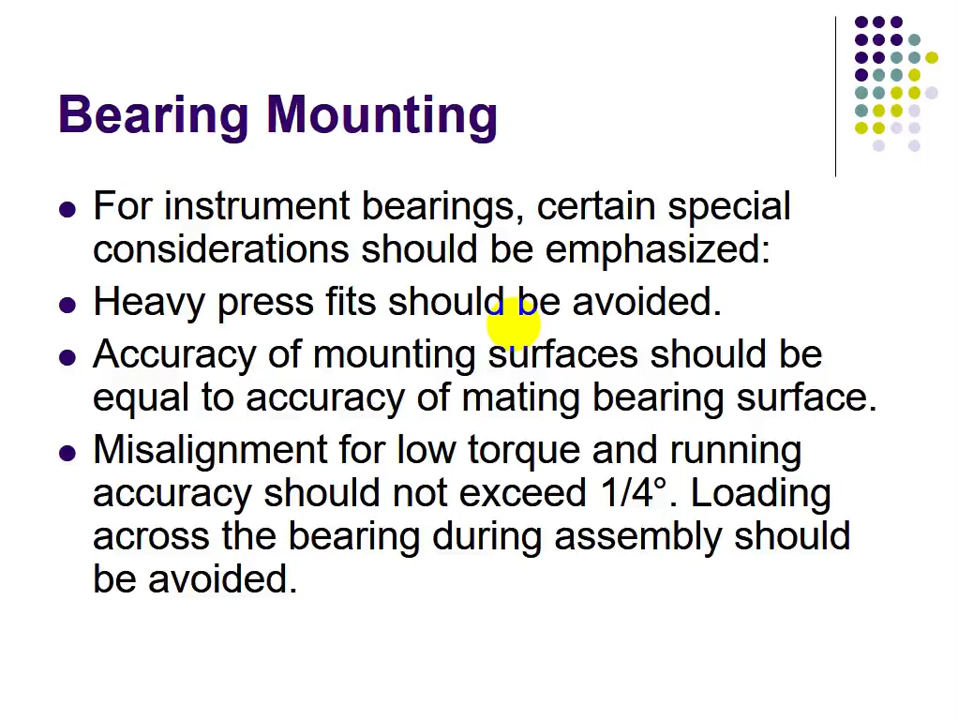 Bearing Mounting
For instrument bearings, certain special
considerations should be emphasized:
Heavy press fits should be avoided.
Accuracy of mounting surfaces should be
equal to accuracy of mating bearing surface.
Misalignment for low torque and running
accuracy should not exceed 1/4°. Loading
across the bearing during assembly should
be avoided.